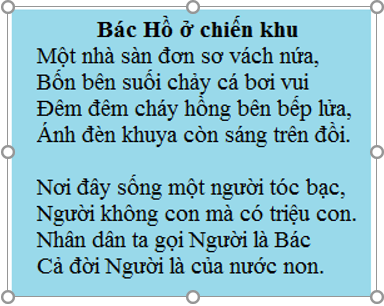 Bác Hồ ở chiến khu
Một nhà sàn đơn sơ vách nứa,
Bốn bên suối chảy cá bơi vui
Đêm đêm cháy hồng bên bếp lửa,
Ánh đèn khuya còn sáng trên đồi.
Nơi đây sống một người tóc bạc,
Người không con mà có triệu con.
Nhân dân ta gọi Người là Bác
Cả đời Người là của nước non.